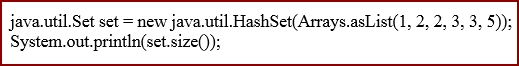 java.util.Set set = new java.util.HashSet(Arrays.asList(1, 2, 2, 3, 3, 5));
System.out.println(set.size());